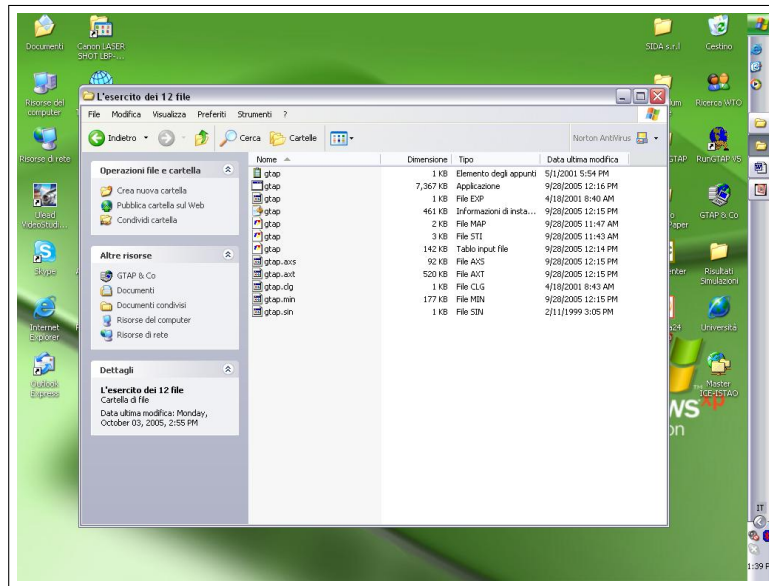 Documenti
Canon LASER
SHOT LBP-...
SIDA s.r.l
Cestino
L'esercito dei 12 file
File Modifica Visualizza Preferiti Strumenti ?
Indietro Cerca Cartelle Norton AntiVirus
Risorse del
computer
Ricerca WTO
Risorse di rete
RunGTAP V5
Ulead
VideoStudi...
GTAP & Co
Skype
Risultati
Simulazioni
Internet
Explorer
Università
Outlook
Express
Master
ICE-ISTAO
Operazioni file e cartella
Crea nuova cartella
Pubblica cartella sul Web
Condividi cartella
Altre risorse
GTAP & Co
Documenti
Documenti condivisi
Risorse del computer
Risorse di rete
Dettagli
L'esercito dei 12 file
Cartella di file
Data ultima modifica: Monday,
October 03, 2005, 2:55 PM
Nome Dimensione Tipo Data ultima modifica
gtap 1 KB Elemento degli appunti 5/1/2001 5:54 PM
gtap 7,367 KB Applicazione 9/28/2005 12:16 PM
gtap 1 KB File EXP 4/18/2001 8:40 AM
gtap 461 KB Informazioni di insta... 9/28/2005 12:15 PM
gtap 2 KB File MAP 9/28/2005 11:47 AM
gtap 3 KB File STI 9/28/2005 11:43 AM
gtap 142 KB Tablo input file 9/28/2005 12:14 PM
gtap.axs 92 KB File AXS 9/28/2005 12:15 PM
gtap.axt 520 KB File AXT 9/28/2005 12:15 PM
gtap.clg 1 KB File CLG 4/18/2001 8:43 AM
gtap.min 177 KB File MIN 9/28/2005 12:15 PM
gtap.sin 1 KB File SIN 2/11/1999 3:05 PM
xp
IT